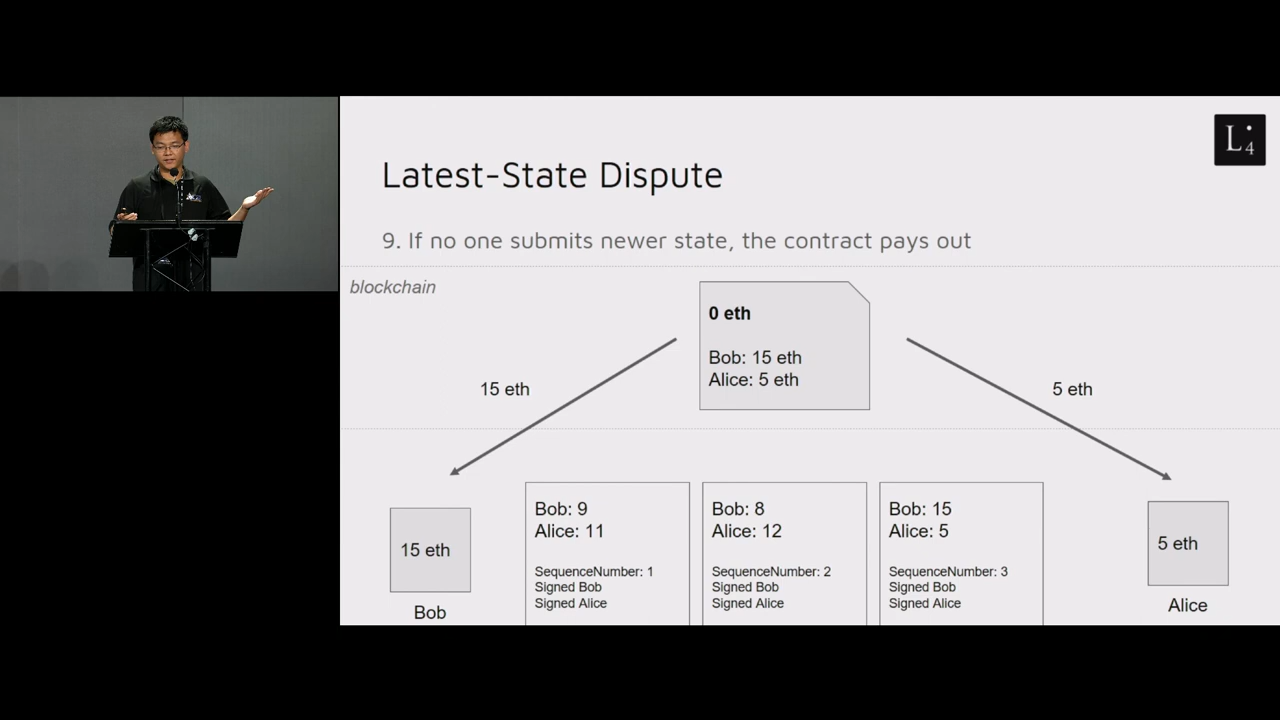 L4
Latest-State Dispute
9. If no one submits newer state, the contract pays out
blockchain
0 eth
Bob: 15 eth
Alice: 5 eth
15 eth
5 eth
15 eth
Bob
Bob: 9
Alice: 11
SequenceNumber: 1
Signed Bob
Signed Alice
Bob: 8
Alice: 12
SequenceNumber: 2
Signed Bob
Signed Alice
Bob: 15
Alice: 5
SequenceNumber: 3
Signed Bob
Signed Alice
5 eth
Alice